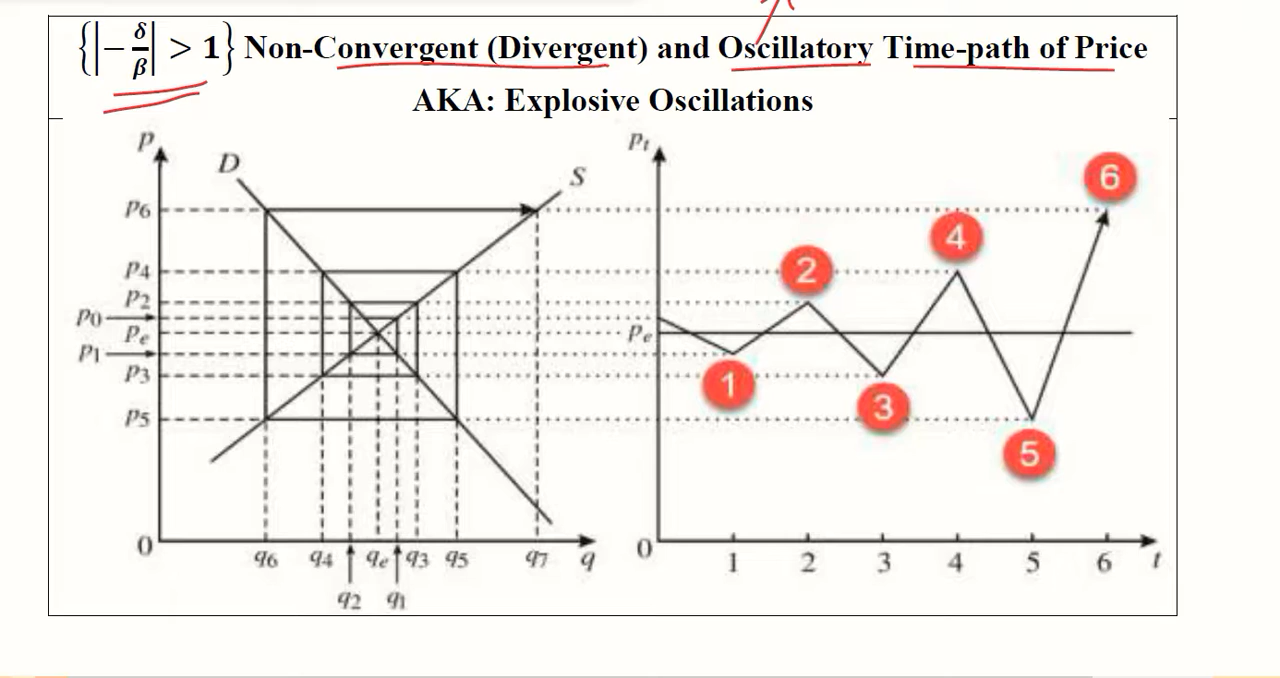 {|−δ/β| > 1} Non-Convergent (Divergent) and Oscillatory Time-path of Price
AKA: Explosive Oscillations
p
D
S
p6
p4
p2
p0
pe
p1
p3
p5
0
q6 q4 qe q3 q5 q7 q
q2 q1
pt
6
4
2
pe
1
3
5
0
1 2 3 4 5 6 t